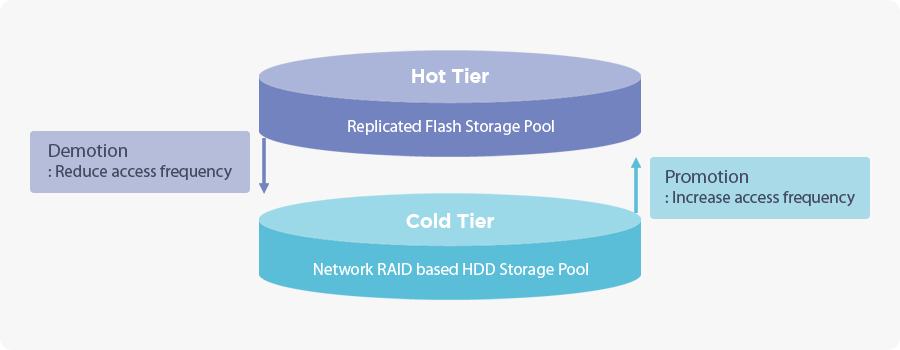 Hot Tier
Replicated Flash Storage Pool
Demotion
: Reduce access frequency
Promotion
: Increase access frequency
Cold Tier
Network RAID based HDD Storage Pool